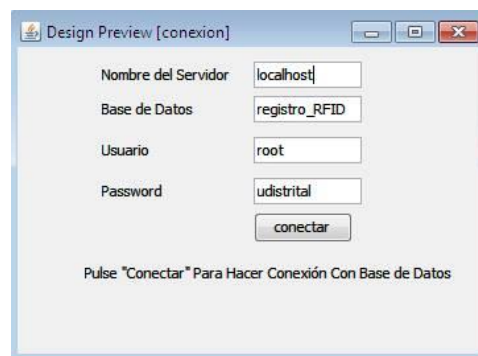 Design Preview [conexion]
Nombre del Servidor localhost
Base de Datos registro_RFID
Usuario root
Password udistrital
conectar
Pulse "Conectar" Para Hacer Conexión Con Base de Datos